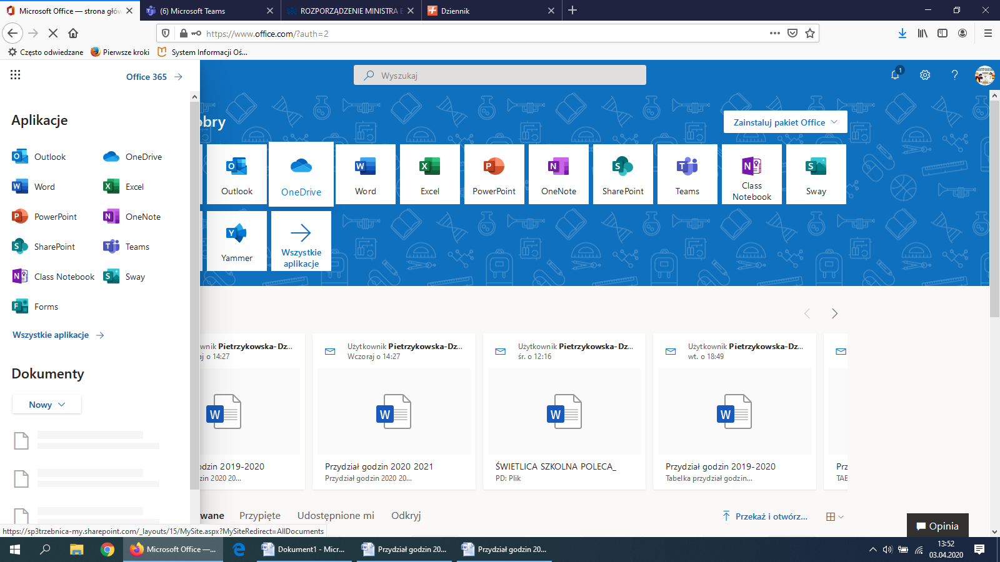 Microsoft Office — strona głów
(6) Microsoft Teams
ROZPORZĄDZENIE MINISTRA E
Dziennik
https://www.office.com/?auth=2
Często odwiedzane
Pierwsze kroki
System Informacji Oś...
Office 365
Wyszukaj
1
Aplikacje
obry
Zainstaluj pakiet Office
Outlook
OneDrive
Word
Excel
PowerPoint
OneNote
SharePoint
Teams
Class Notebook
Sway
Forms
Wszystkie aplikacje
Outlook
OneDrive
Word
Excel
PowerPoint
OneNote
SharePoint
Teams
Class
Notebook
Sway
Yammer
Wszystkie
aplikacje
Dokumenty
Nowy
wnik Pietrzykowska-Dz...
aj o 14:27
odzin 2019-2020
dzin 2020 20...
Użytkownik Pietrzykowska-Dz...
Wczoraj o 14:27
Przydział godzin 2020 2021
Przydział godzin 2020 20...
Użytkownik Pietrzykowska-Dz...
śr. o 12:16
ŚWIETLICA SZKOLNA POLECA_
PD: Plik
Użytkownik Pietrzykowska-Dz...
wt. o 18:49
Przydział godzin 2019-2020
Tabelka przydział godzin...
Prz
TAB
wane
Przypięte
Udostępnione mi
Odkryj
Przekaż i otwórz...
Opinia
https://sp3trzebnica-my.sharepoint.com/_layouts/15/MySite.aspx?MySiteRedirect=AllDocuments
Microsoft Office —...
Dokument1 - Micr...
Przydział godzin 20...
Przydział godzin 20...
13:52
03.04.2020